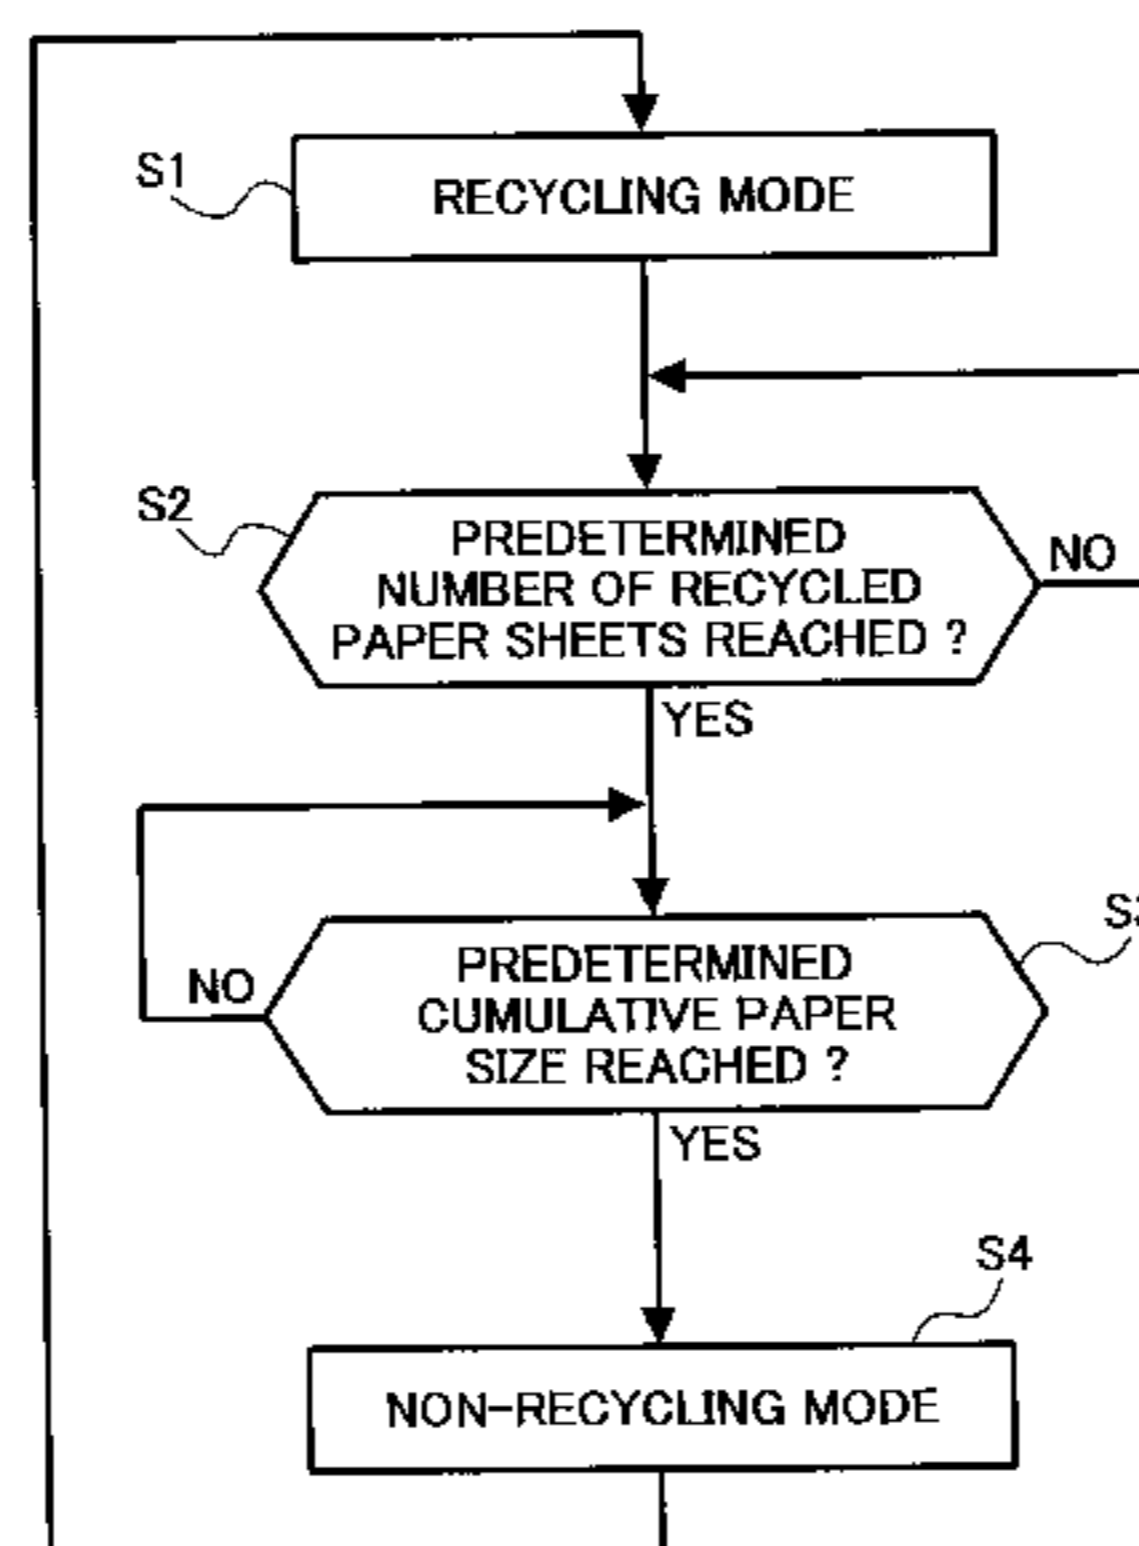 S1
RECYCLING MODE
S2
PREDETERMINED
NUMBER OF RECYCLED
PAPER SHEETS REACHED ?
NO
YES
PREDETERMINED
CUMULATIVE PAPER
SIZE REACHED ?
NO
YES
S4
NON-RECYCLING MODE